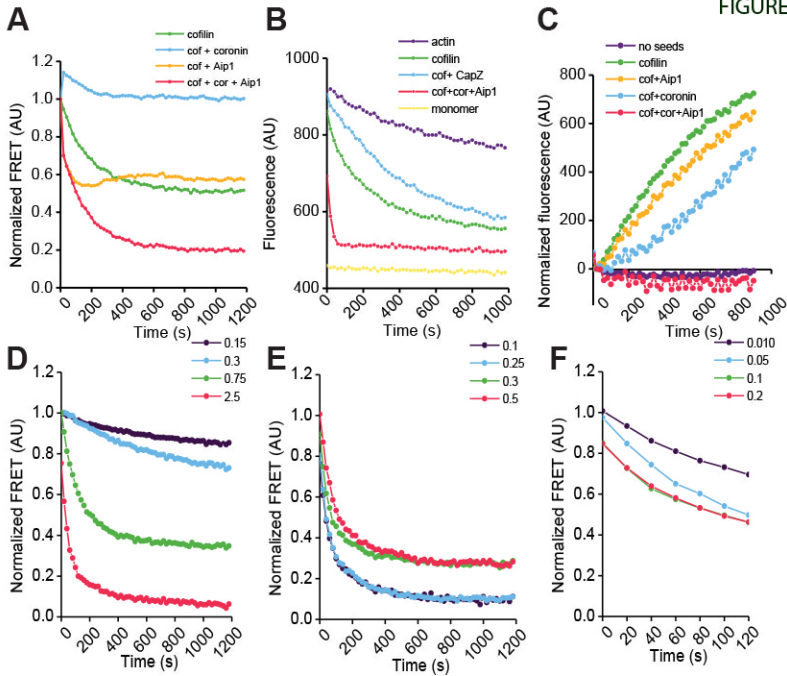 FIGURE
A
cofilin
cof + coronin
cof + Aip1
cof + cor + Aip1
Normalized FRET (AU)
1.2
1.0
0.8
0.6
0.4
0.2
0.0
0
200
400
600
800
1000
1200
Time (s)
B
actin
cofilin
cof+ CapZ
cof+cor+Aip1
monomer
Fluorescence (AU)
1000
800
600
400
0
200
400
600
800
1000
Time (s)
C
no seeds
cofilin
cof+Aip1
cof+coronin
cof+cor+Aip1
Normalized fluorescence (AU)
800
600
400
200
0
0
200
400
600
800
1000
Time (s)
D
0.15
0.3
0.75
2.5
Normalized FRET (AU)
1.2
1.0
0.8
0.6
0.4
0.2
0.0
0
200
400
600
800
1000
1200
Time (s)
E
0.1
0.25
0.3
0.5
Normalized FRET (AU)
1.2
1.0
0.8
0.6
0.4
0.2
0.0
0
200
400
600
800
1000
1200
Time (s)
F
0.010
0.05
0.1
0.2
Normalized FRET (AU)
1.2
1.0
0.8
0.6
0.4
0.2
0.0
0
20
40
60
80
100
120
Time (s)